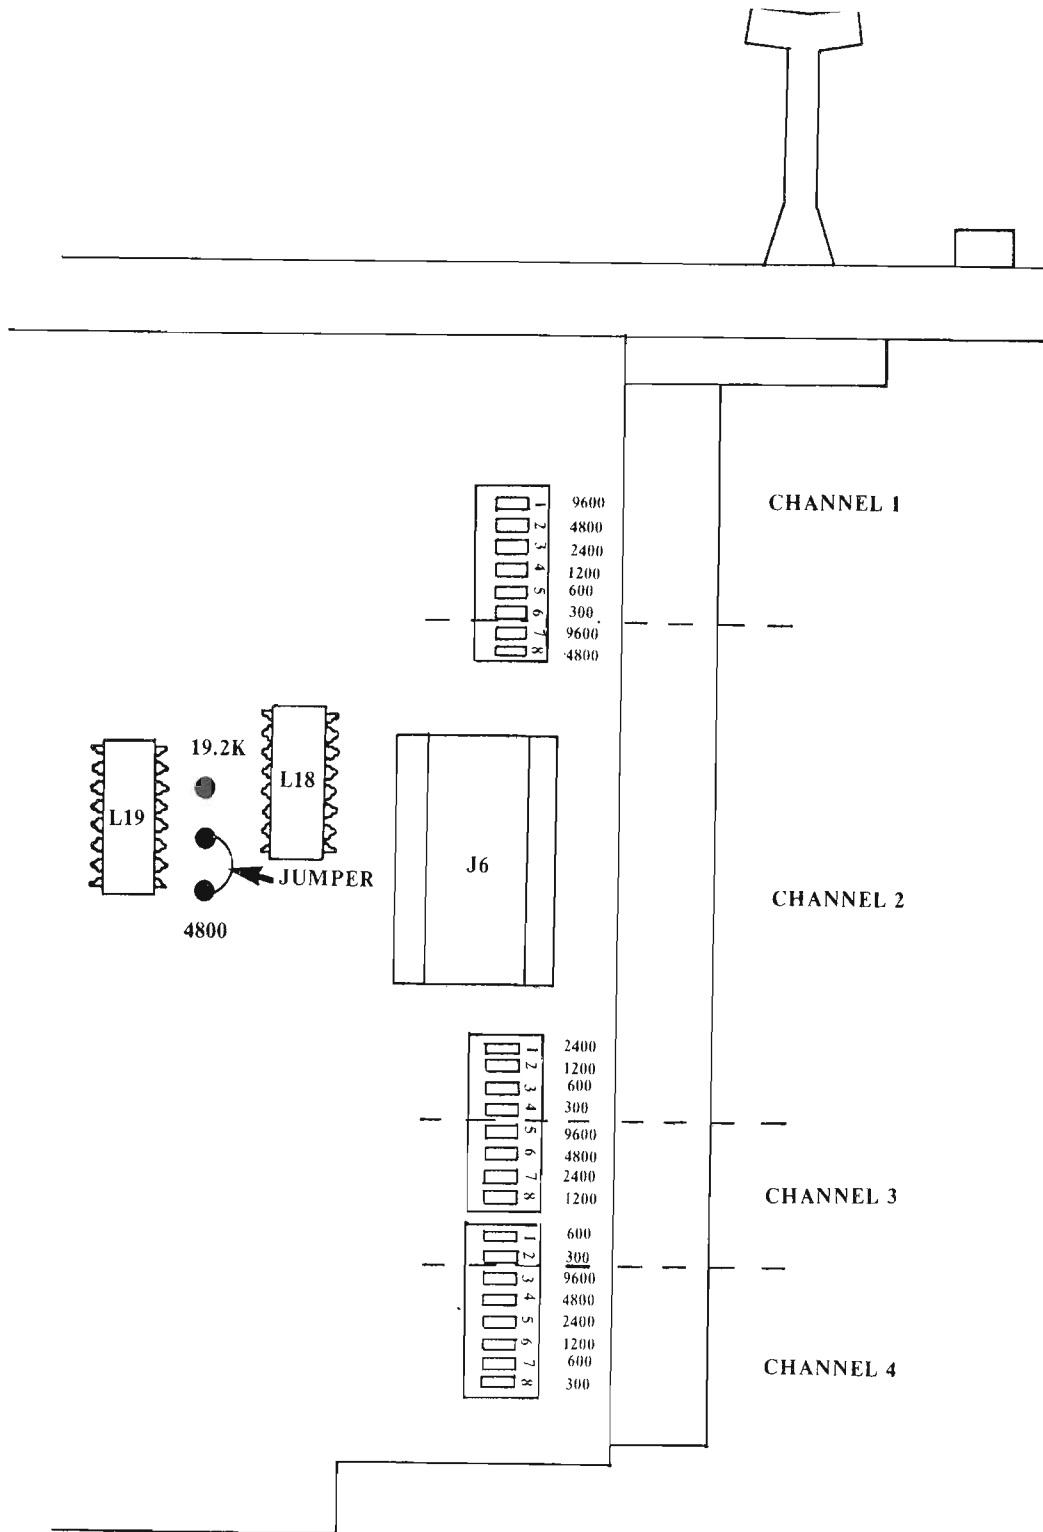 1 9600 CHANNEL 1
2 4800
3 2400
4 1200
5 600
6 300
7 9600
8 4800
19.2K
L18
L19
J6
JUMPER
CHANNEL 2
4800
1 2400
2 1200
3 600
4 300
5 9600
6 4800
7 2400
8 1200 CHANNEL 3
1 600
2 300
3 9600
4 4800
5 2400
6 1200
7 600 CHANNEL 4
8 300